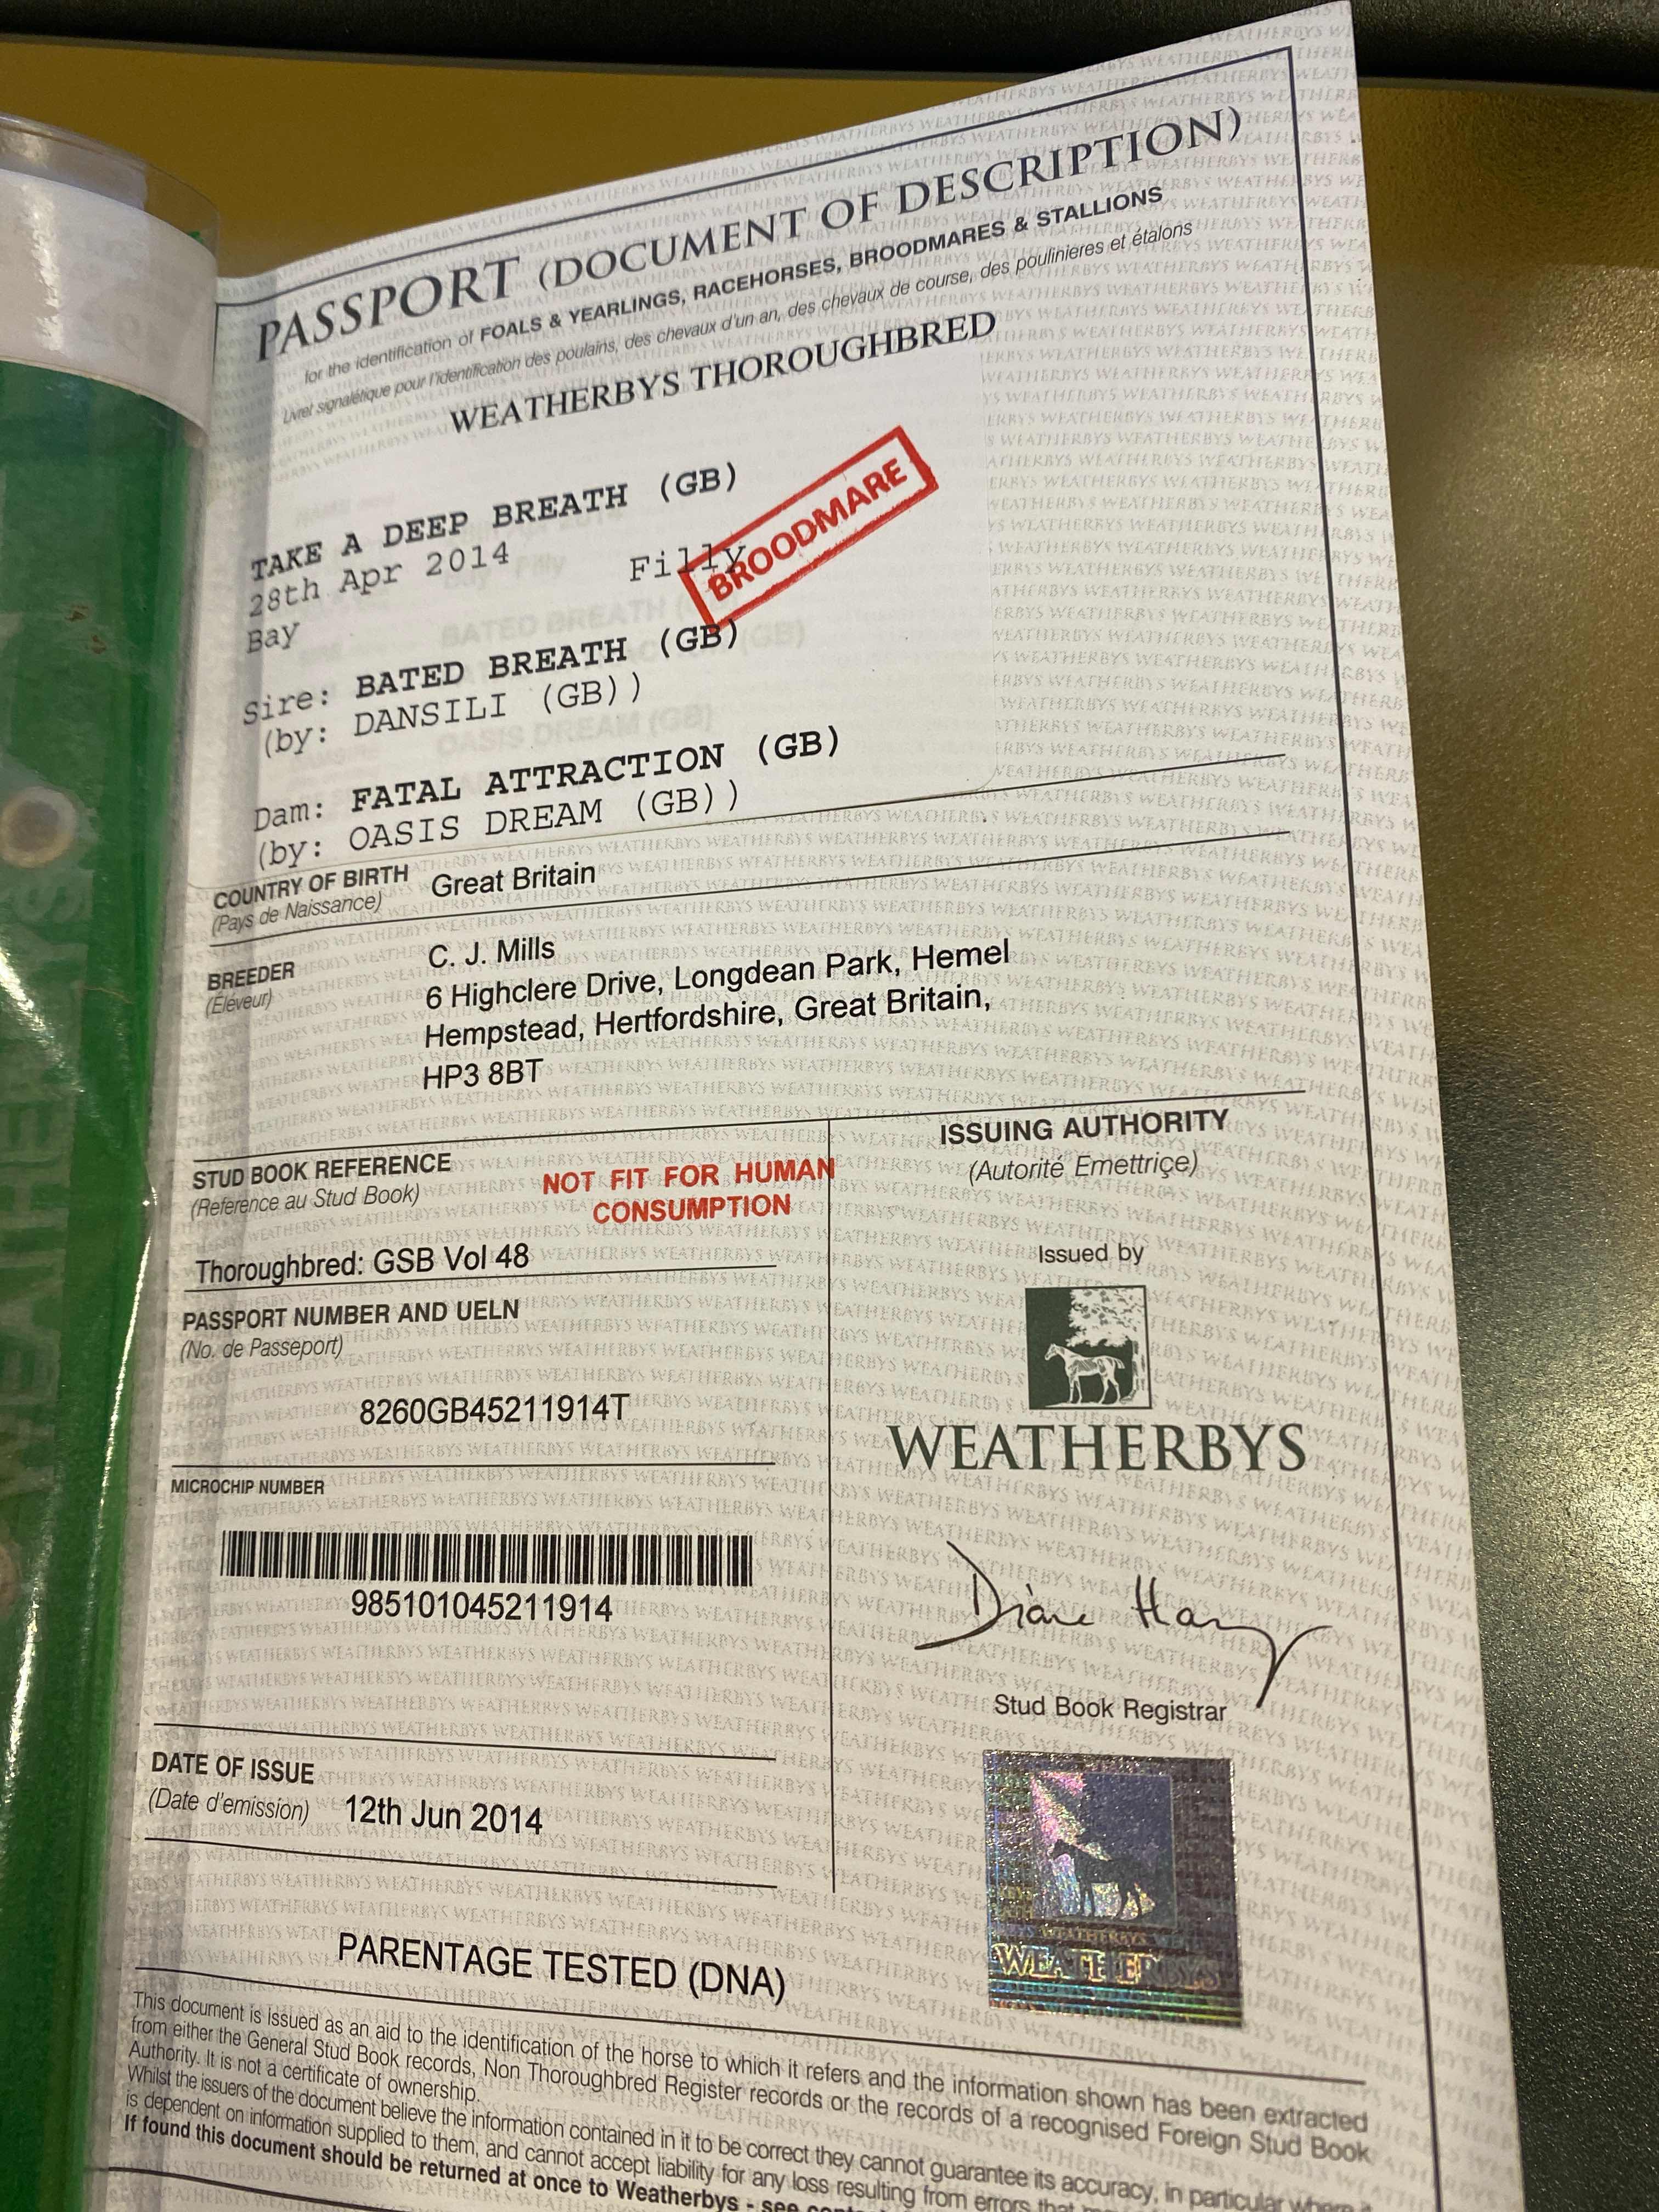 PASSPORT (DOCUMENT OF DESCRIPTION)
for the identification of FOALS & YEARLINGS, RACEHORSES, BROODMARES & STALLIONS
Livret signalétique pour l'identification des poulains, des chevaux d'un an, des chevaux de course, des poulinieres et étalons
WEATHERBYS THOROUGHBRED
TAKE A DEEP BREATH (GB)
28th Apr 2014 Filly
BROODMARE
Bay
Sire: BATED BREATH (GB)
(by: DANSILI (GB))
Dam: FATAL ATTRACTION (GB)
(by: OASIS DREAM (GB))
COUNTRY OF BIRTH Great Britain
(Pays de Naissance)
BREEDER C. J. Mills
(Éléveur) 6 Highclere Drive, Longdean Park, Hemel
Hempstead, Hertfordshire, Great Britain,
HP3 8BT
STUD BOOK REFERENCE
(Reference au Stud Book)
NOT FIT FOR HUMAN
CONSUMPTION
Thoroughbred: GSB Vol 48
PASSPORT NUMBER AND UELN
(No. de Passeport)
8260GB45211914T
MICROCHIP NUMBER
985101045211914
DATE OF ISSUE
(Date d'emission) 12th Jun 2014
ISSUING AUTHORITY
(Autorité Emettriçe)
Issued by
WEATHERBYS
Stud Book Registrar
WEATHERBYS
PARENTAGE TESTED (DNA)
This document is issued as an aid to the identification of the horse to which it refers and the information shown has been extracted
from either the General Stud Book records, Non Thoroughbred Register records or the records of a recognised Foreign Stud Book
Authority. It is not a certificate of ownership.
Whilst the issuers of the document believe the information contained in it to be correct they cannot guarantee its accuracy, in particular where it
is dependent on information supplied to them, and cannot accept liability for any loss resulting from errors that
If found this document should be returned at once to Weatherbys - see